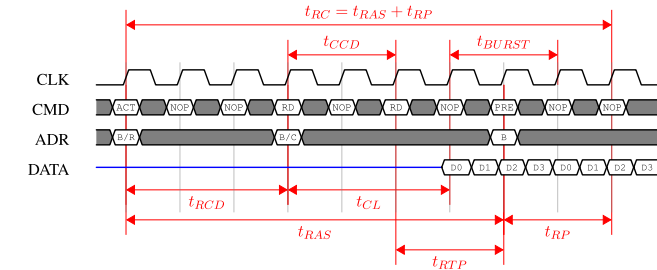 t_RC = t_RAS + t_RP
t_CCD t_BURST
CLK
CMD ACT NOP NOP RD NOP RD NOP PRE NOP NOP
ADR B/R B/C B
DATA D0 D1 D2 D3 D0 D1 D2 D3
t_RCD t_CL
t_RAS t_RP
t_RTP